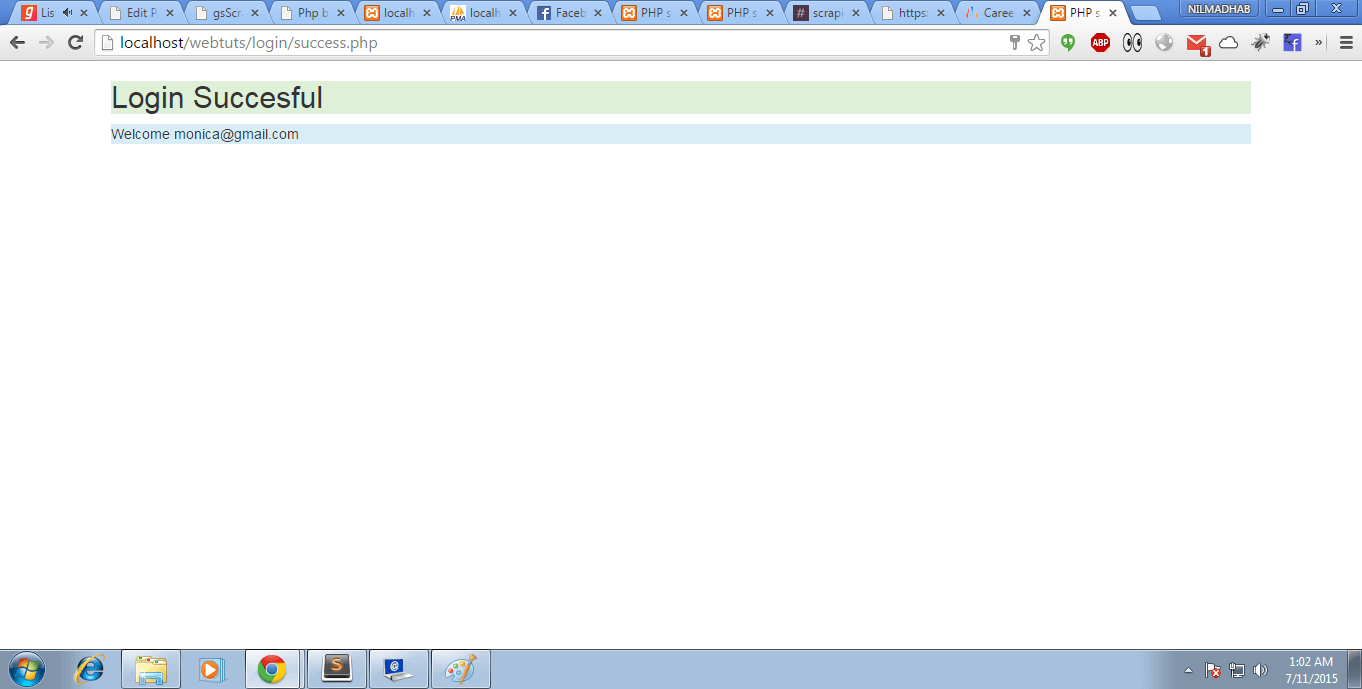 Lis
Edit P
gsScr
Php b
localh
localh
Faceb
PHP s
PHP s
scrapi
https:
Caree
PHP s
NILMADHAB
localhost/webtuts/login/success.php
ABP
1
Login Succesful
Welcome monica@gmail.com
1:02 AM
7/11/2015